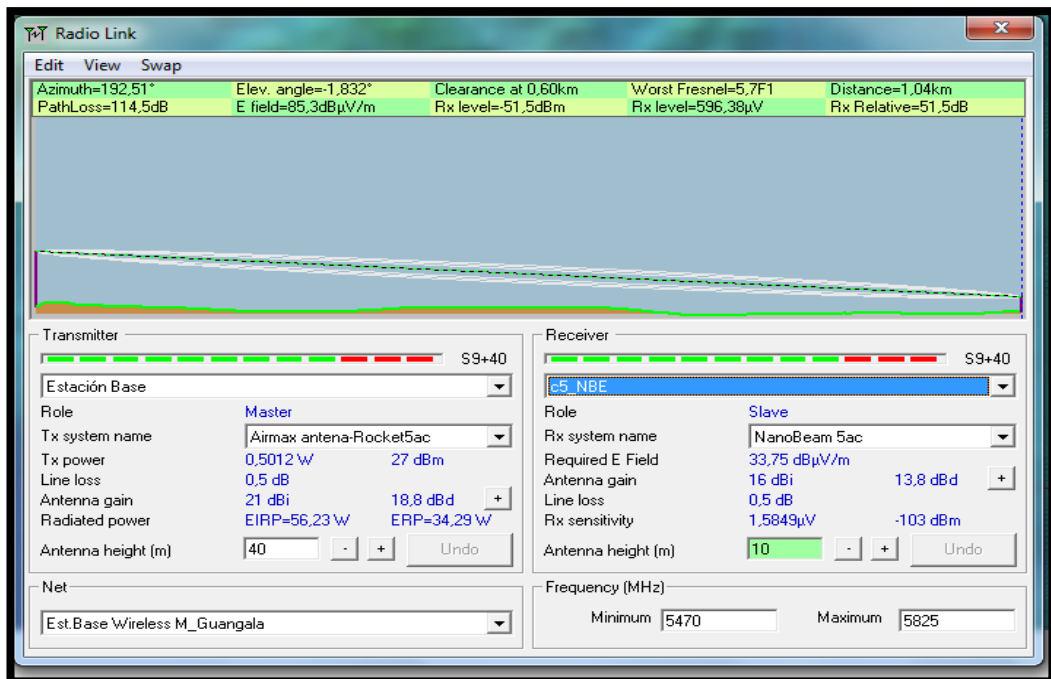 Radio Link
Edit View Swap
Azimuth=192,51° Elev. angle=-1,832° Clearance at 0,60km Worst Fresnel=5,7F1 Distance=1,04km
PathLoss=114,5dB E field=85,3dBµV/m Rx level=-51,5dBm Rx level=596,38µV Rx Relative=51,5dB
Transmitter
S9+40
Estación Base
Role Master
Tx system name Airmax antena-Rocket5ac
Tx power 0,5012 W 27 dBm
Line loss 0,5 dB
Antenna gain 21 dBi 18,8 dBd +
Radiated power EIRP=56,23 W ERP=34,29 W
Antenna height (m) 40 - + Undo
Net
Est.Base Wireless M_Guangala
Receiver
S9+40
c5_NBE
Role Slave
Rx system name NanoBeam 5ac
Required E Field 33,75 dBµV/m
Antenna gain 16 dBi 13,8 dBd +
Line loss 0,5 dB
Rx sensitivity 1,5849µV -103 dBm
Antenna height (m) 10 - + Undo
Frequency (MHz)
Minimum 5470 Maximum 5825